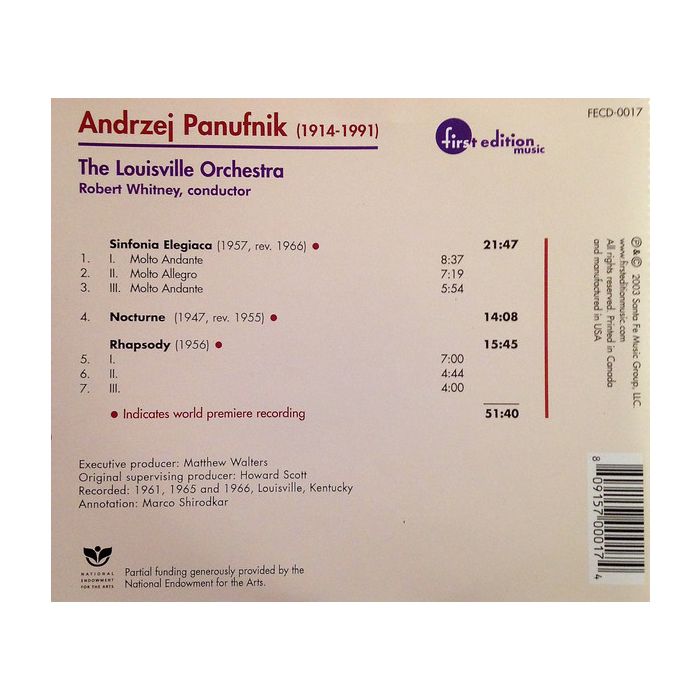 Andrzej Panufnik (1914-1991)
first edition
music
FECD-0017
The Louisville Orchestra
Robert Whitney, conductor
Sinfonia Elegiaca (1957, rev. 1966) ● 21:47
1. I. Molto Andante 8:37
2. II. Molto Allegro 7:19
3. III. Molto Andante 5:54
4. Nocturne (1947, rev. 1955) ● 14:08
Rhapsody (1956) ● 15:45
5. I. 7:00
6. II. 4:44
7. III. 4:00
● Indicates world premiere recording 51:40
℗ & © 2003 Santa Fe Music Group, LLC.
www.firsteditionmusic.com
All rights reserved. Printed in Canada
and manufactured in USA
Executive producer: Matthew Walters
Original supervising producer: Howard Scott
Recorded: 1961, 1965 and 1966, Louisville, Kentucky
Annotation: Marco Shirodkar
8 09157 00017 4
NATIONAL
ENDOWMENT
FOR THE ARTS
Partial funding generously provided by the
National Endowment for the Arts.